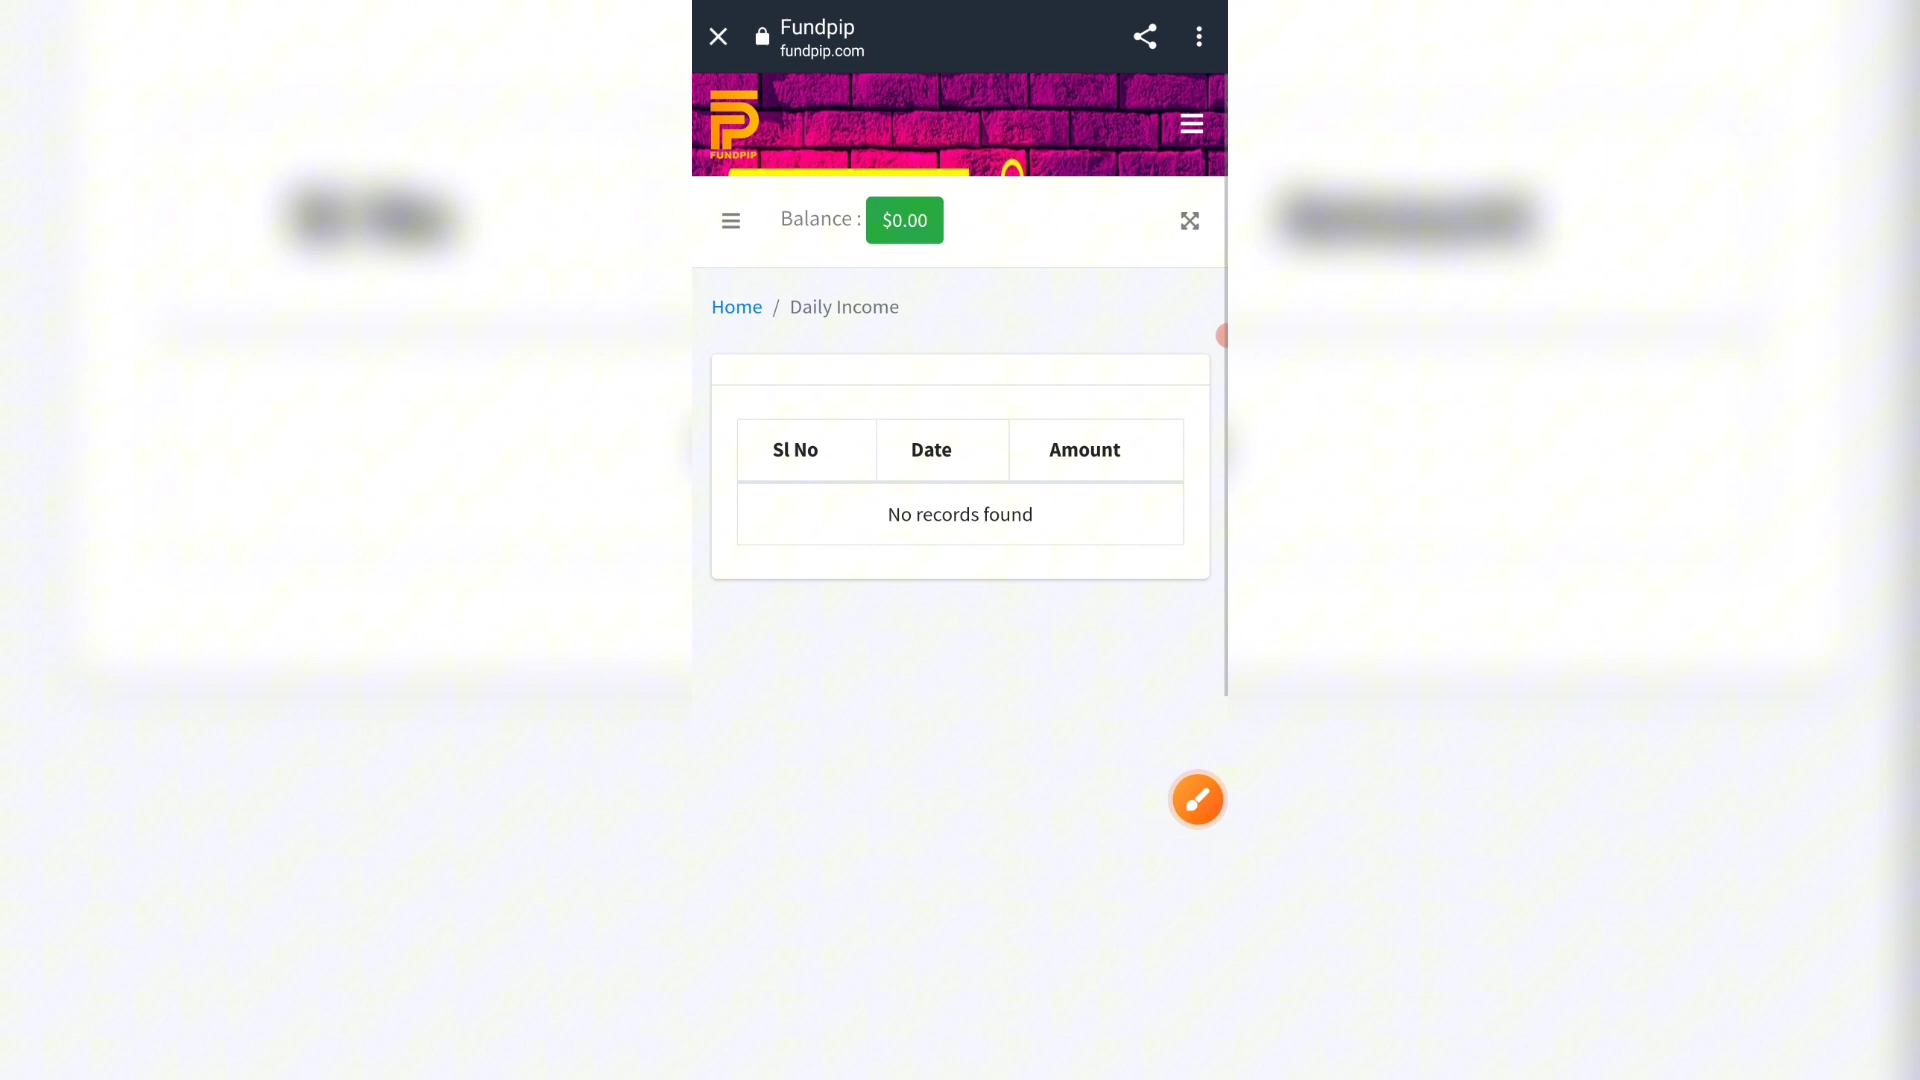 Fundpip
fundpip.com
FUNDPIP
Balance : $0.00
Home / Daily Income
Sl No Date Amount
No records found